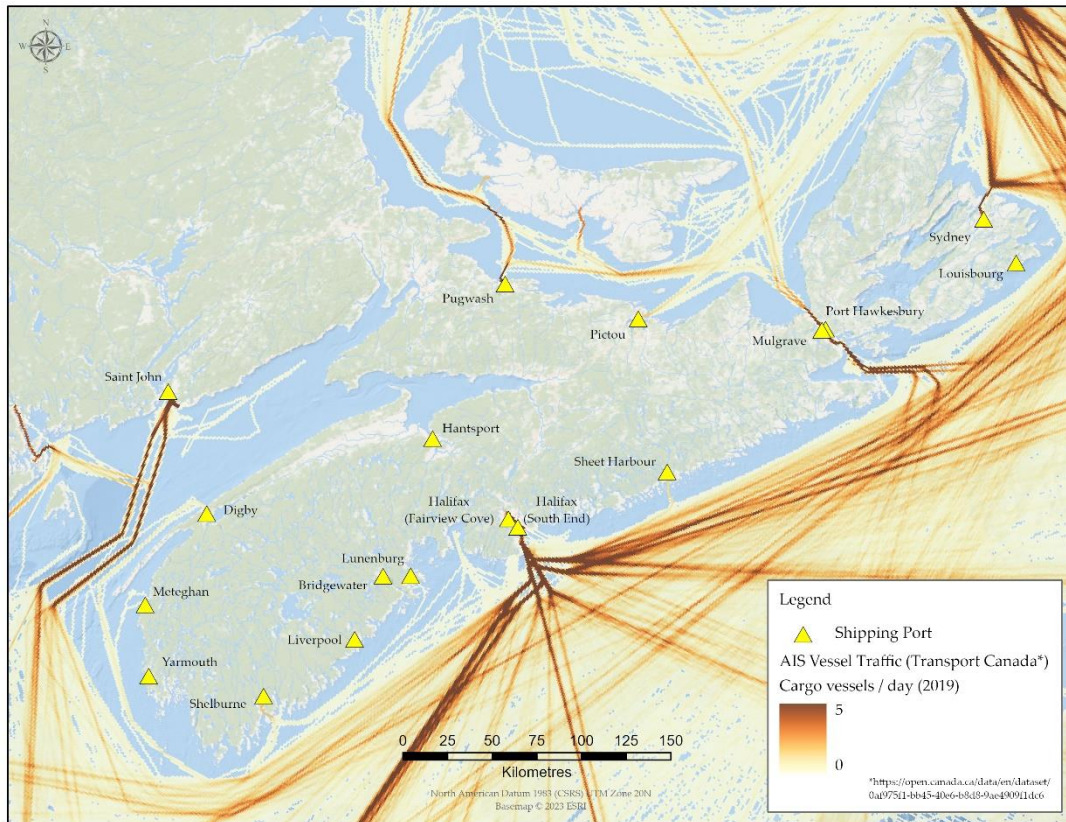 N
W E
S
Sydney
Louisbourg
Pugwash
Port Hawkesbury
Pictou
Mulgrave
Saint John
Hantsport
Sheet Harbour
Halifax
(Fairview Cove)
Halifax
(South End)
Digby
Lunenburg
Bridgewater
Meteghan
Liverpool
Yarmouth
Shelburne
0 25 50 75 100 125 150
Kilometres
North American Datum 1983 (CSRS) UTM Zone 20N
Basemap © 2023 ESRI
Legend
Shipping Port
AIS Vessel Traffic (Transport Canada*)
Cargo vessels / day (2019)
5
0
*https://open.canada.ca/data/en/dataset/
0af975f1-bb45-40e6-b8d8-9ae4909f1dc6